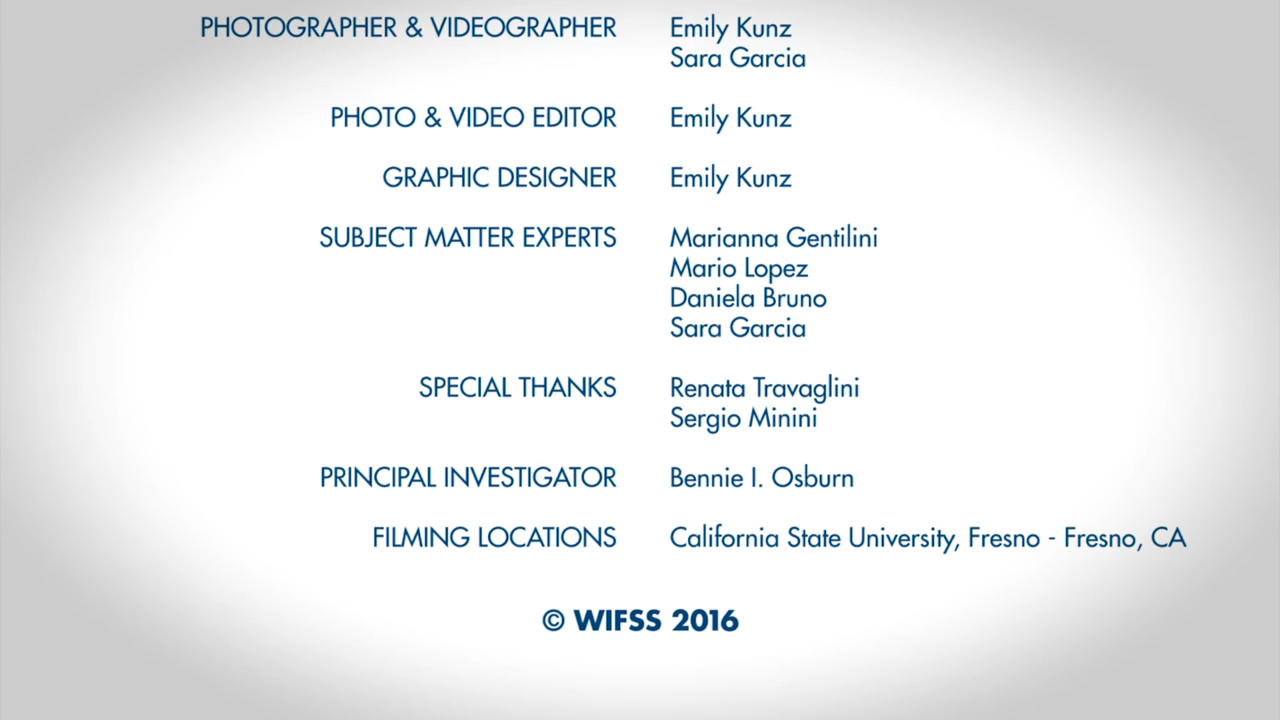 PHOTOGRAPHER & VIDEOGRAPHER Emily Kunz
Sara Garcia
PHOTO & VIDEO EDITOR Emily Kunz
GRAPHIC DESIGNER Emily Kunz
SUBJECT MATTER EXPERTS Marianna Gentilini
Mario Lopez
Daniela Bruno
Sara Garcia
SPECIAL THANKS Renata Travaglini
Sergio Minini
PRINCIPAL INVESTIGATOR Bennie I. Osburn
FILMING LOCATIONS California State University, Fresno - Fresno, CA
© WIFSS 2016